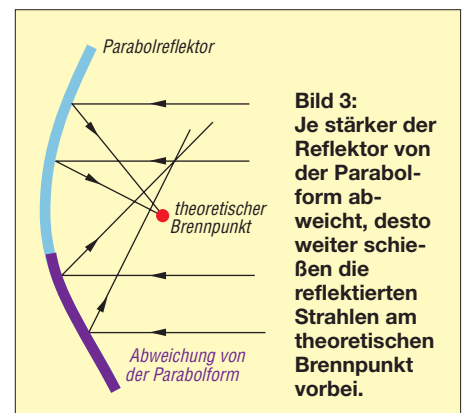 Parabolreflektor
theoretischer
Brennpunkt
Abweichung von
der Parabolform
Bild 3:
Je stärker der
Reflektor von
der Parabol-
form ab-
weicht, desto
weiter schie-
ßen die
reflektierten
Strahlen am
theoretischen
Brennpunkt
vorbei.